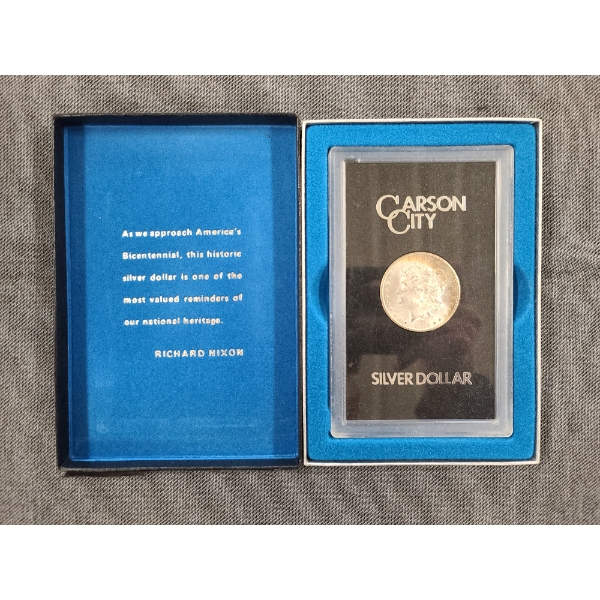 As we approach America's
Bicentennial, this historic
silver dollar is one of the
most valued reminders of
our national heritage.
RICHARD NIXON
CARSON
CITY
SILVER DOLLAR